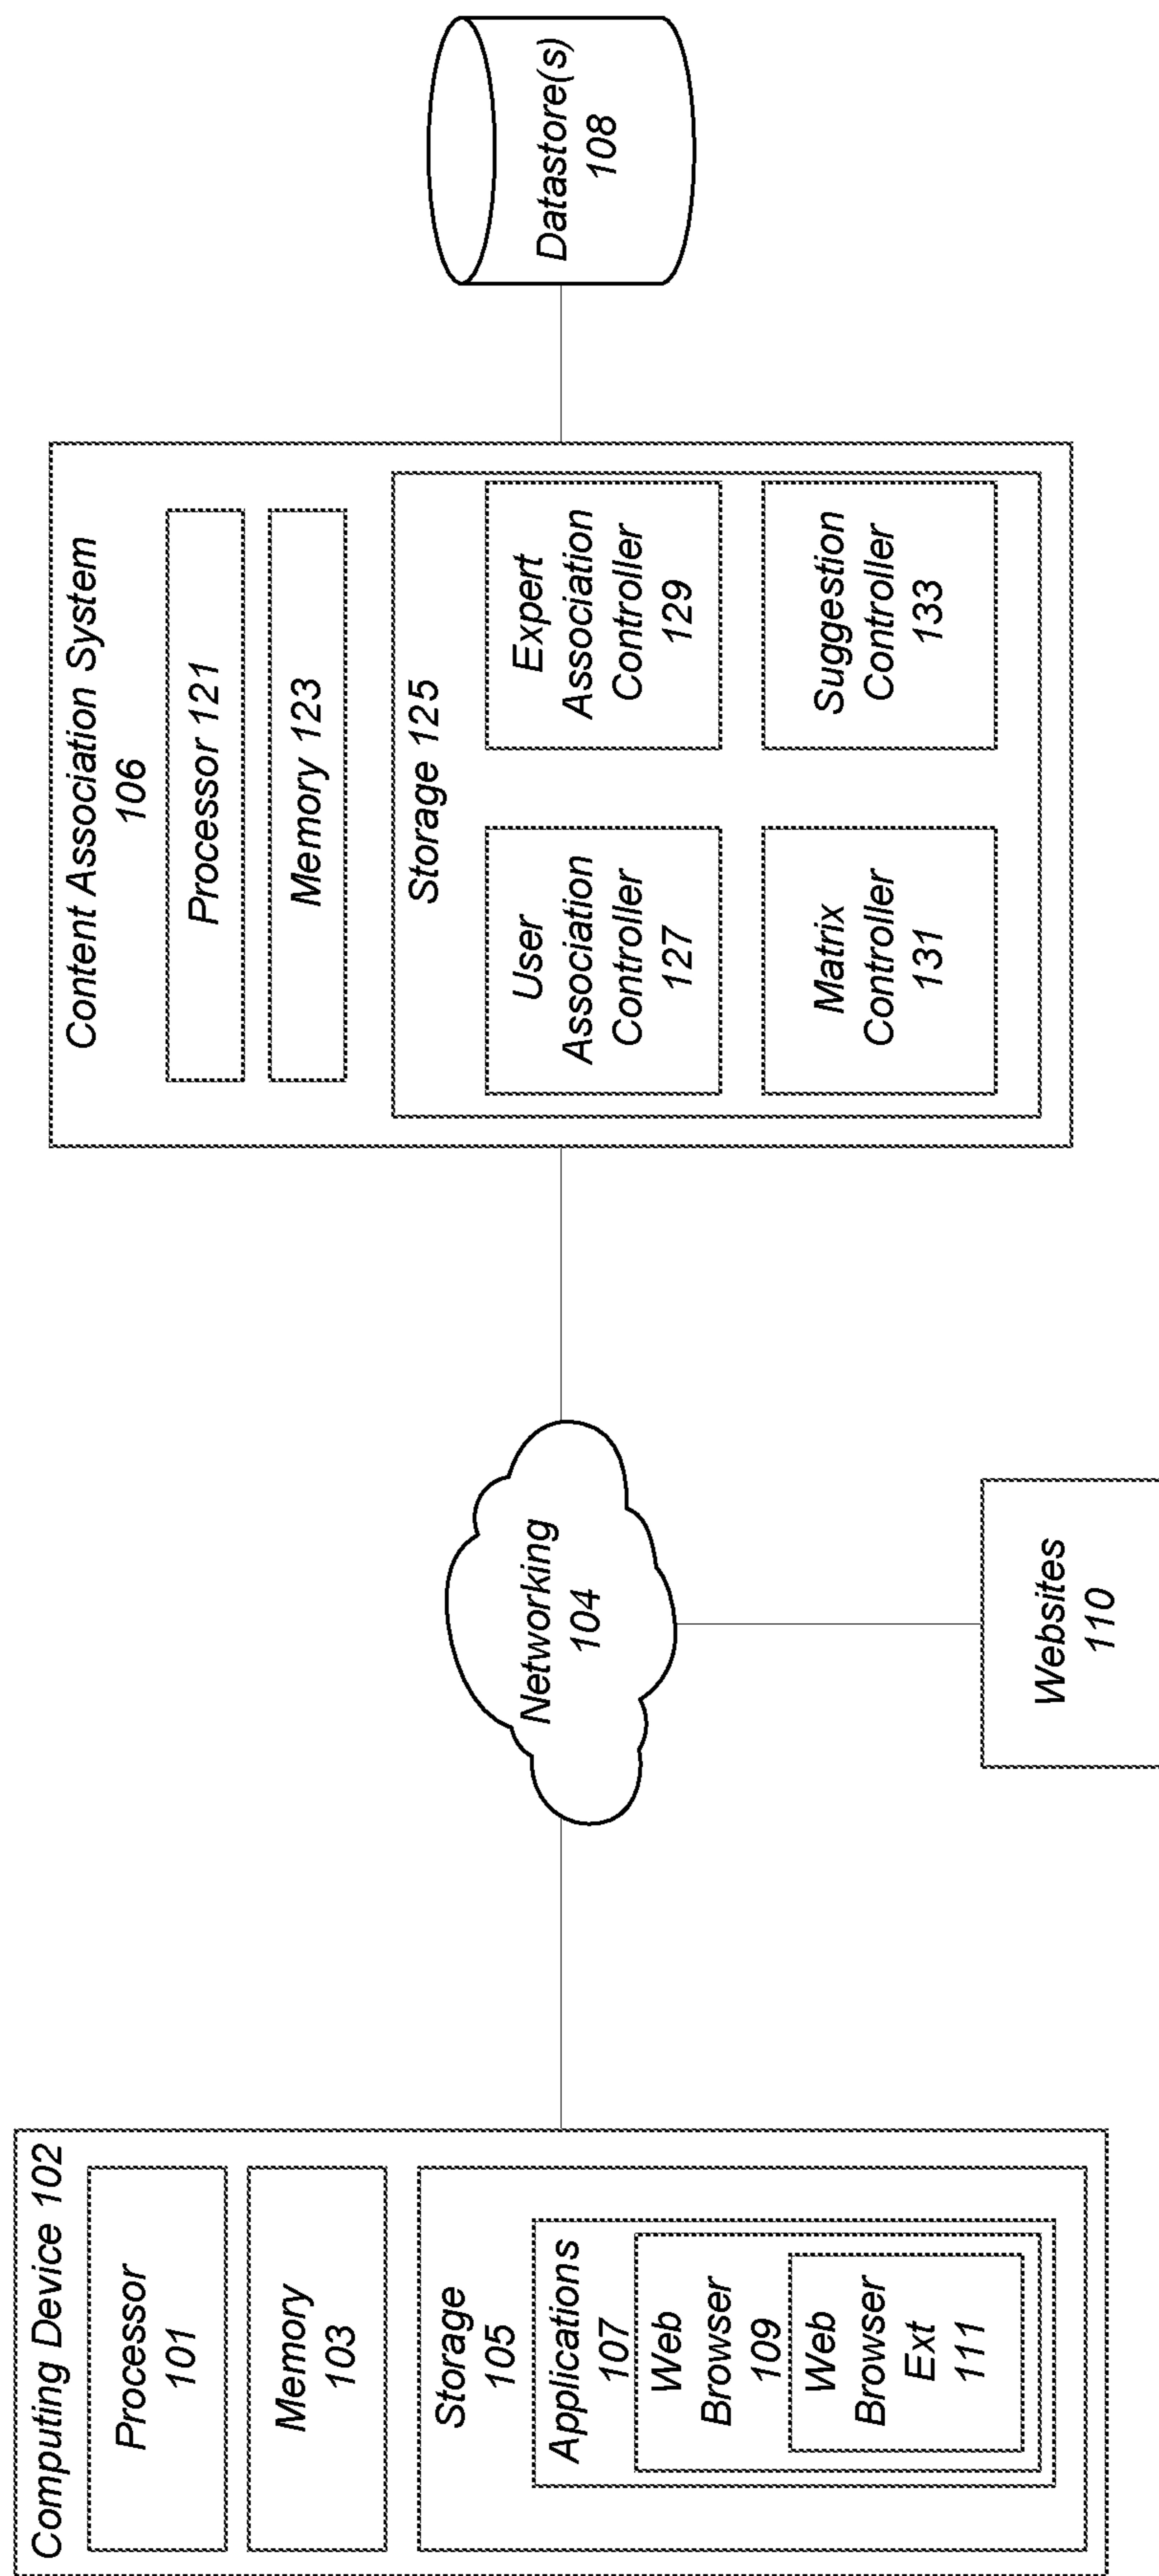 Computing Device 102
Processor
101
Memory
103
Storage
105
Applications
107
Web
Browser
109
Web
Browser
Ext
111
Networking
104
Websites
110
Content Association System
106
Processor 121
Memory 123
Storage 125
User
Association
Controller
127
Expert
Association
Controller
129
Matrix
Controller
131
Suggestion
Controller
133
Datastore(s)
108